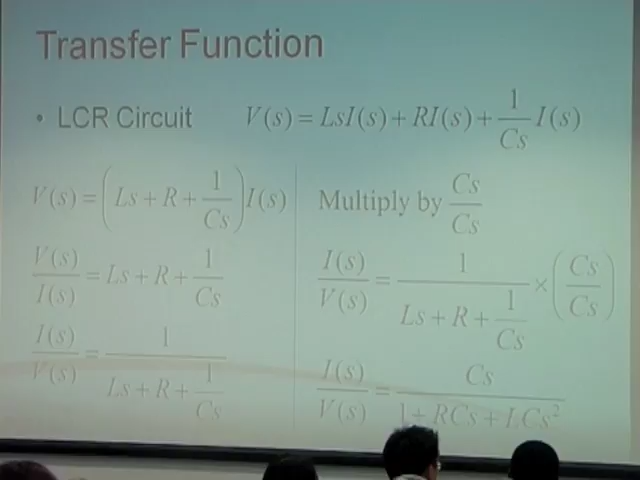 Transfer Function
• LCR Circuit V(s) = LsI(s) + RI(s) + 1/Cs I(s)
V(s) = (Ls + R + 1/Cs) I(s)
V(s)/I(s) = Ls + R + 1/Cs
I(s)/V(s) = 1/(Ls + R + 1/Cs)
Multiply by Cs/Cs
I(s)/V(s) = 1/(Ls + R + 1/Cs) × (Cs/Cs)
I(s)/V(s) = Cs/(1 + RCs + LCs²)